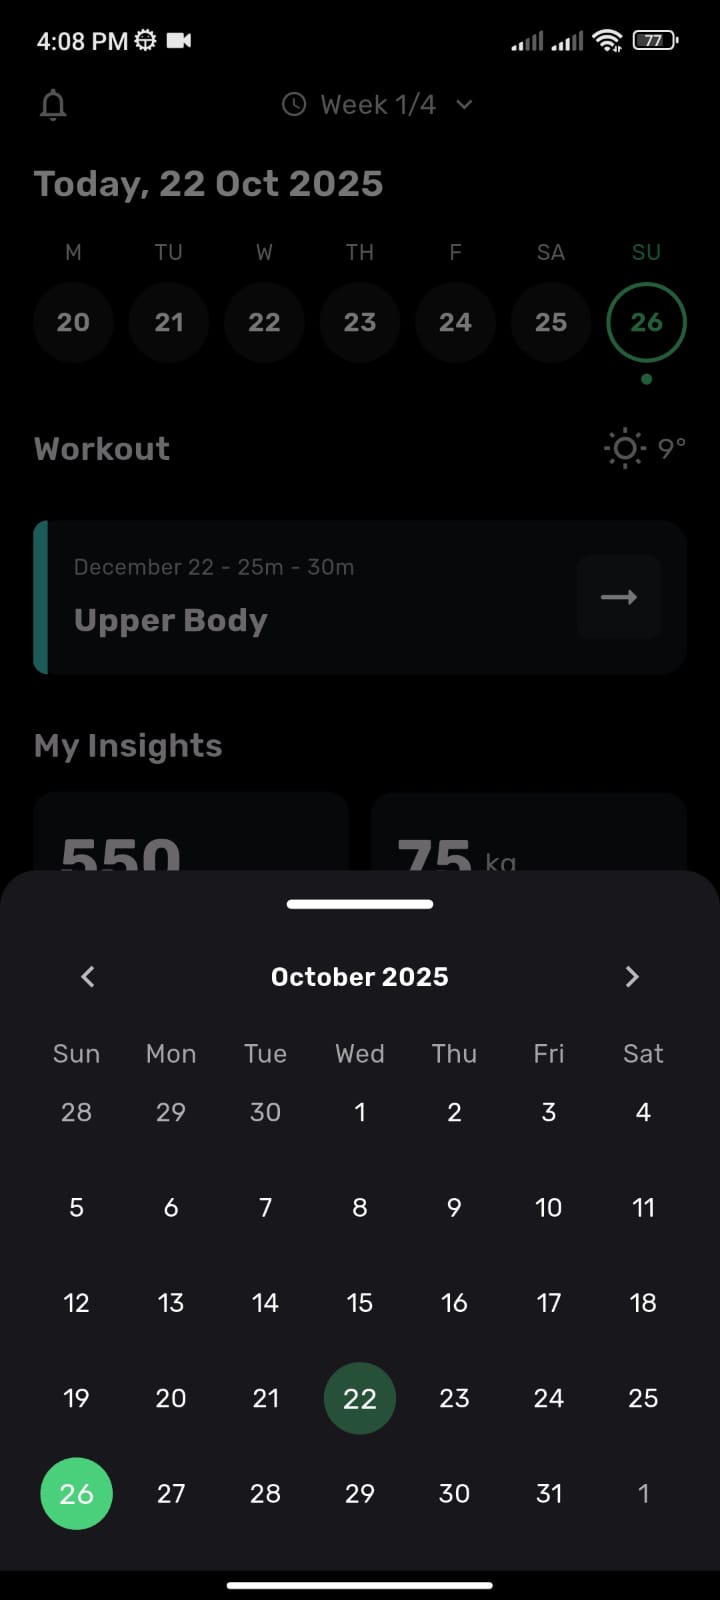 4:08 PM 77
Week 1/4
Today, 22 Oct 2025
M TU W TH F SA SU
20 21 22 23 24 25 26
Workout 9°
December 22 - 25m - 30m
Upper Body
My Insights
550 75 kg
October 2025
Sun Mon Tue Wed Thu Fri Sat
28 29 30 1 2 3 4
5 6 7 8 9 10 11
12 13 14 15 16 17 18
19 20 21 22 23 24 25
26 27 28 29 30 31 1